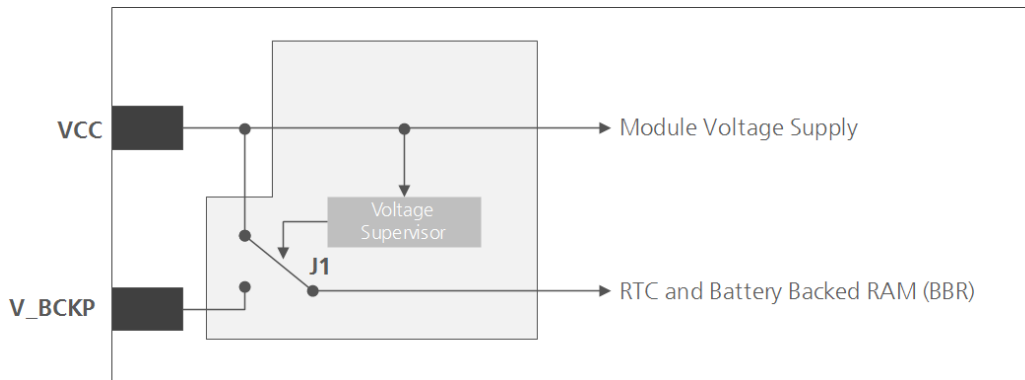 VCC
Module Voltage Supply
Voltage
Supervisor
J1
V_BCKP
RTC and Battery Backed RAM (BBR)